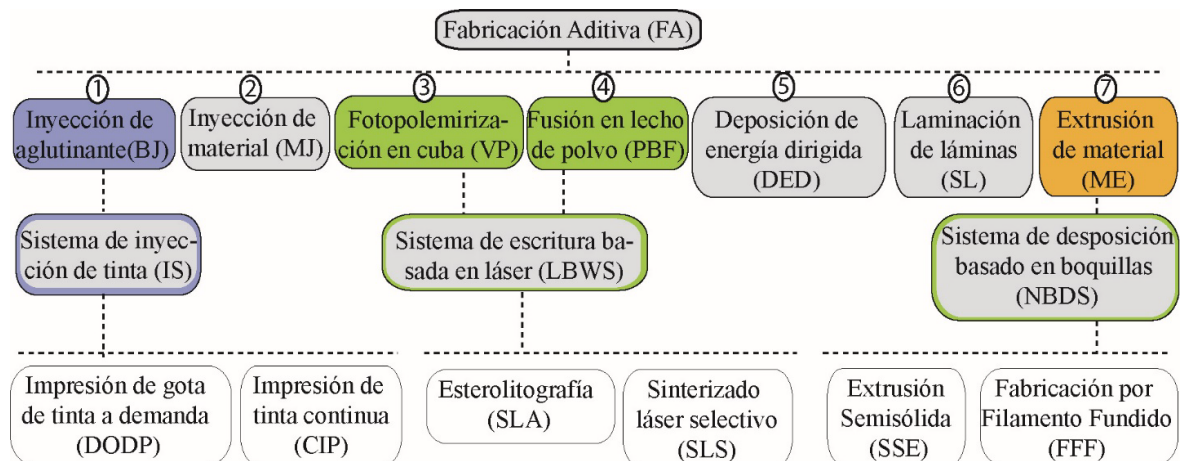 Fabricación Aditiva (FA)
1
Inyección de
aglutinante(BJ)
2
Inyección de
material (MJ)
3
Fotopolemiriza-
ción en cuba (VP)
4
Fusión en lecho
de polvo (PBF)
5
Deposición de
energía dirigida
(DED)
6
Laminación
de láminas
(SL)
7
Extrusión
de material
(ME)
Sistema de inyec-
ción de tinta (IS)
Sistema de escritura ba-
sada en láser (LBWS)
Sistema de desposición
basado en boquillas
(NBDS)
Impresión de gota
de tinta a demanda
(DODP)
Impresión de
tinta continua
(CIP)
Esterolitografía
(SLA)
Sinterizado
láser selectivo
(SLS)
Extrusión
Semisólida
(SSE)
Fabricación por
Filamento Fundido
(FFF)